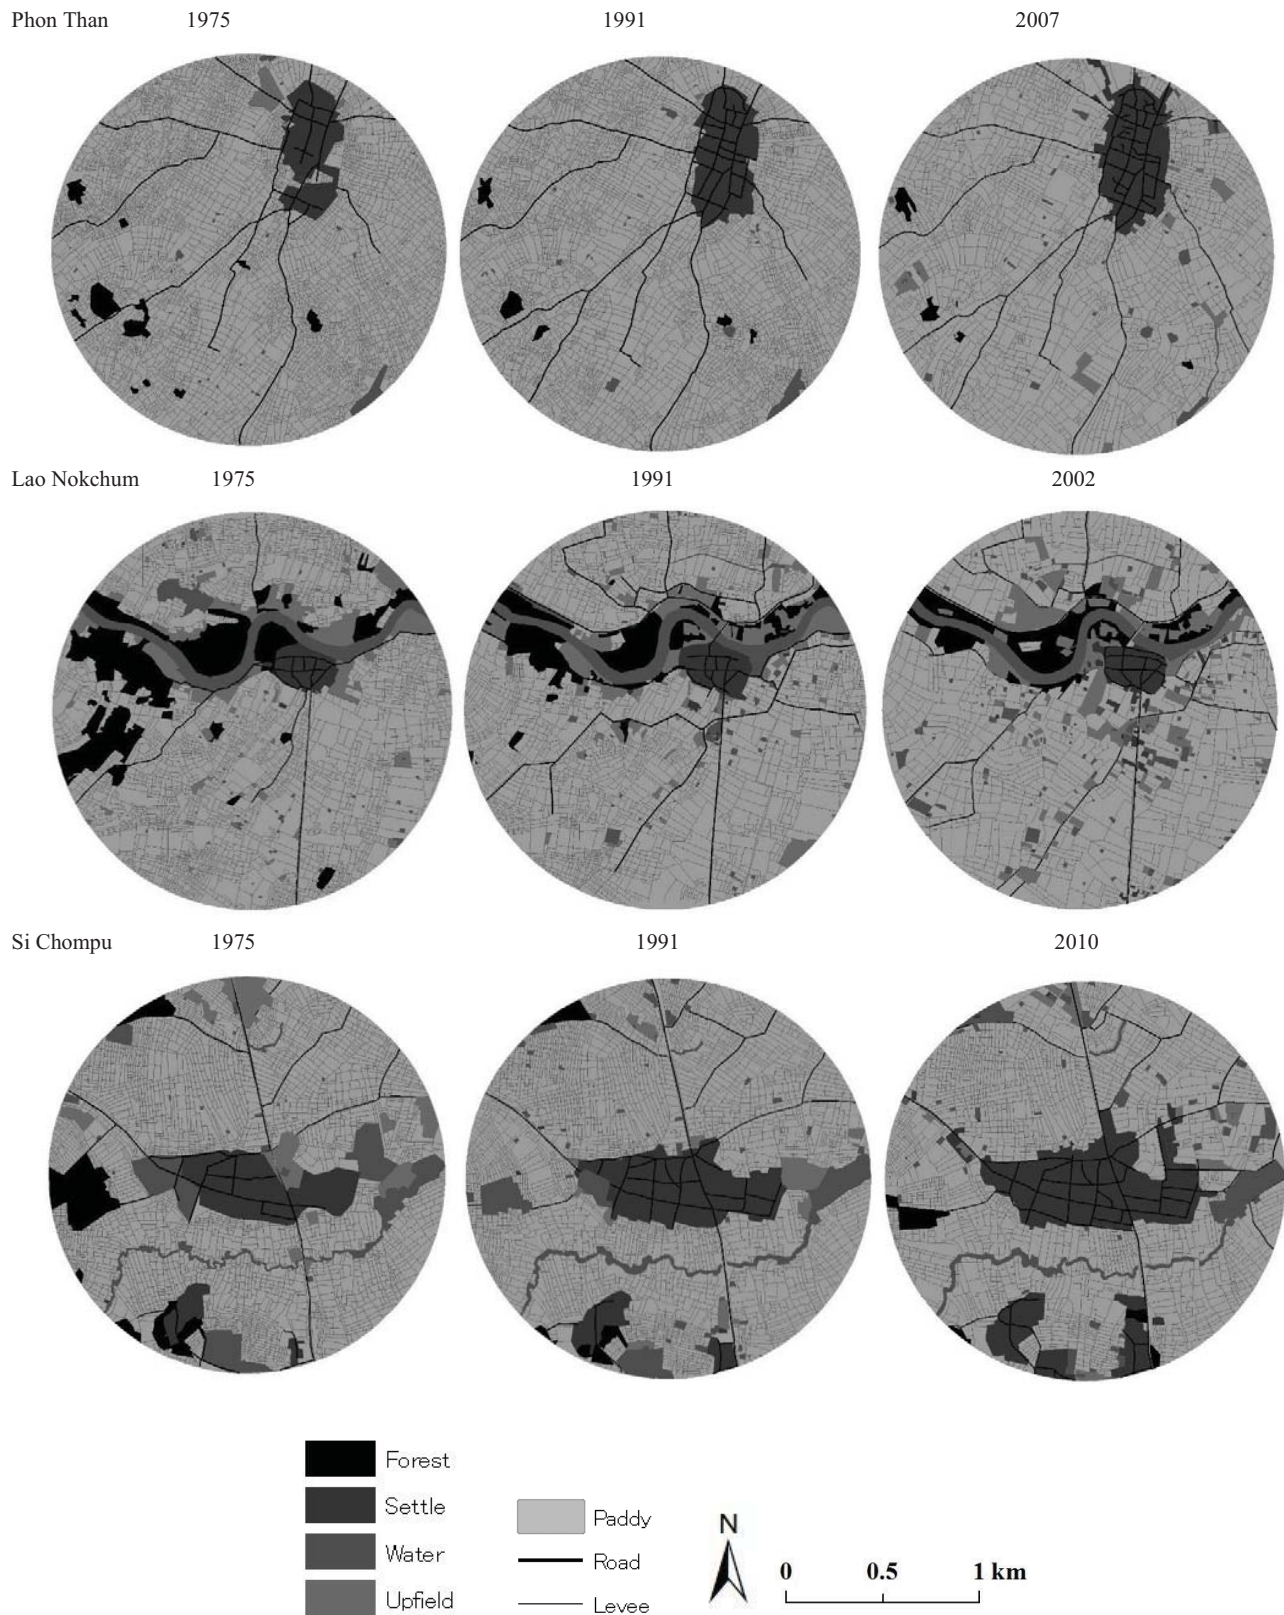 Phon Than 1975 1991 2007
Lao Nokchum 1975 1991 2002
Si Chompu 1975 1991 2010
Forest
Settle
Water
Upfield
Paddy
Road
Levee
N
0 0.5 1 km